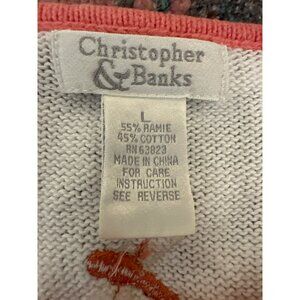 Christopher
& Banks
L
55% RAMIE
45% COTTON
RN 63823
MADE IN CHINA
FOR CARE
INSTRUCTION
SEE REVERSE